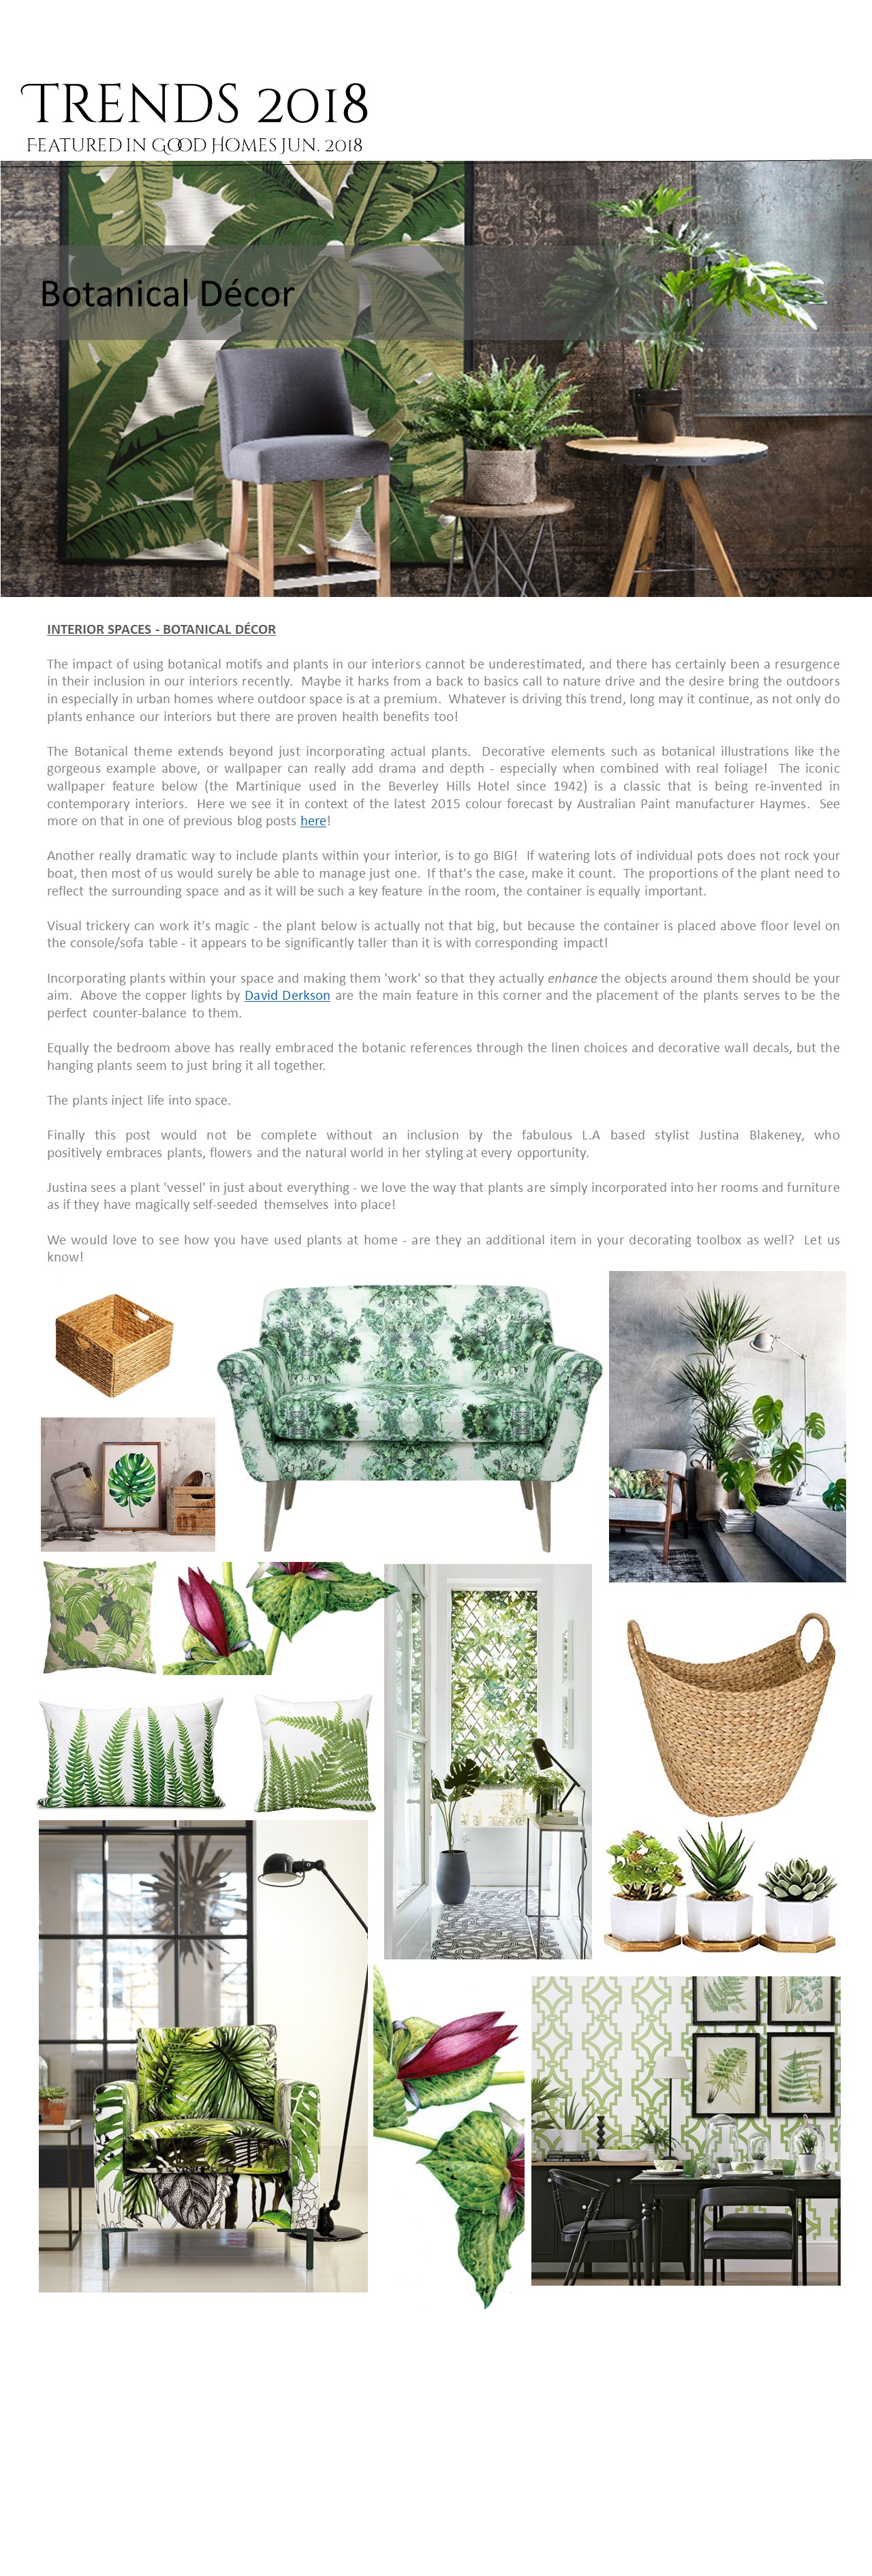 Trends 2018
Featured in Good Homes Jun. 2018
Botanical Décor
INTERIOR SPACES - BOTANICAL DÉCOR
The impact of using botanical motifs and plants in our interiors cannot be underestimated, and there has certainly been a resurgence
in their inclusion in our interiors recently. Maybe it harks from a back to basics call to nature drive and the desire bring the outdoors
in especially in urban homes where outdoor space is at a premium. Whatever is driving this trend, long may it continue, as not only do
plants enhance our interiors but there are proven health benefits too!
The Botanical theme extends beyond just incorporating actual plants. Decorative elements such as botanical illustrations like the
gorgeous example above, or wallpaper can really add drama and depth - especially when combined with real foliage! The iconic
wallpaper feature below (the Martinique used in the Beverley Hills Hotel since 1942) is a classic that is being re-invented in
contemporary interiors. Here we see it in context of the latest 2015 colour forecast by Australian Paint manufacturer Haymes. See
more on that in one of previous blog posts here!
Another really dramatic way to include plants within your interior, is to go BIG! If watering lots of individual pots does not rock your
boat, then most of us would surely be able to manage just one. If that's the case, make it count. The proportions of the plant need to
reflect the surrounding space and as it will be such a key feature in the room, the container is equally important.
Visual trickery can work it's magic - the plant below is actually not that big, but because the container is placed above floor level on
the console/sofa table - it appears to be significantly taller than it is with corresponding impact!
Incorporating plants within your space and making them 'work' so that they actually enhance the objects around them should be your
aim. Above the copper lights by David Derkson are the main feature in this corner and the placement of the plants serves to be the
perfect counter-balance to them.
Equally the bedroom above has really embraced the botanic references through the linen choices and decorative wall decals, but the
hanging plants seem to just bring it all together.
The plants inject life into space.
Finally this post would not be complete without an inclusion by the fabulous L.A based stylist Justina Blakeney, who
positively embraces plants, flowers and the natural world in her styling at every opportunity.
Justina sees a plant 'vessel' in just about everything - we love the way that plants are simply incorporated into her rooms and furniture
as if they have magically self-seeded themselves into place!
We would love to see how you have used plants at home - are they an additional item in your decorating toolbox as well? Let us
know!